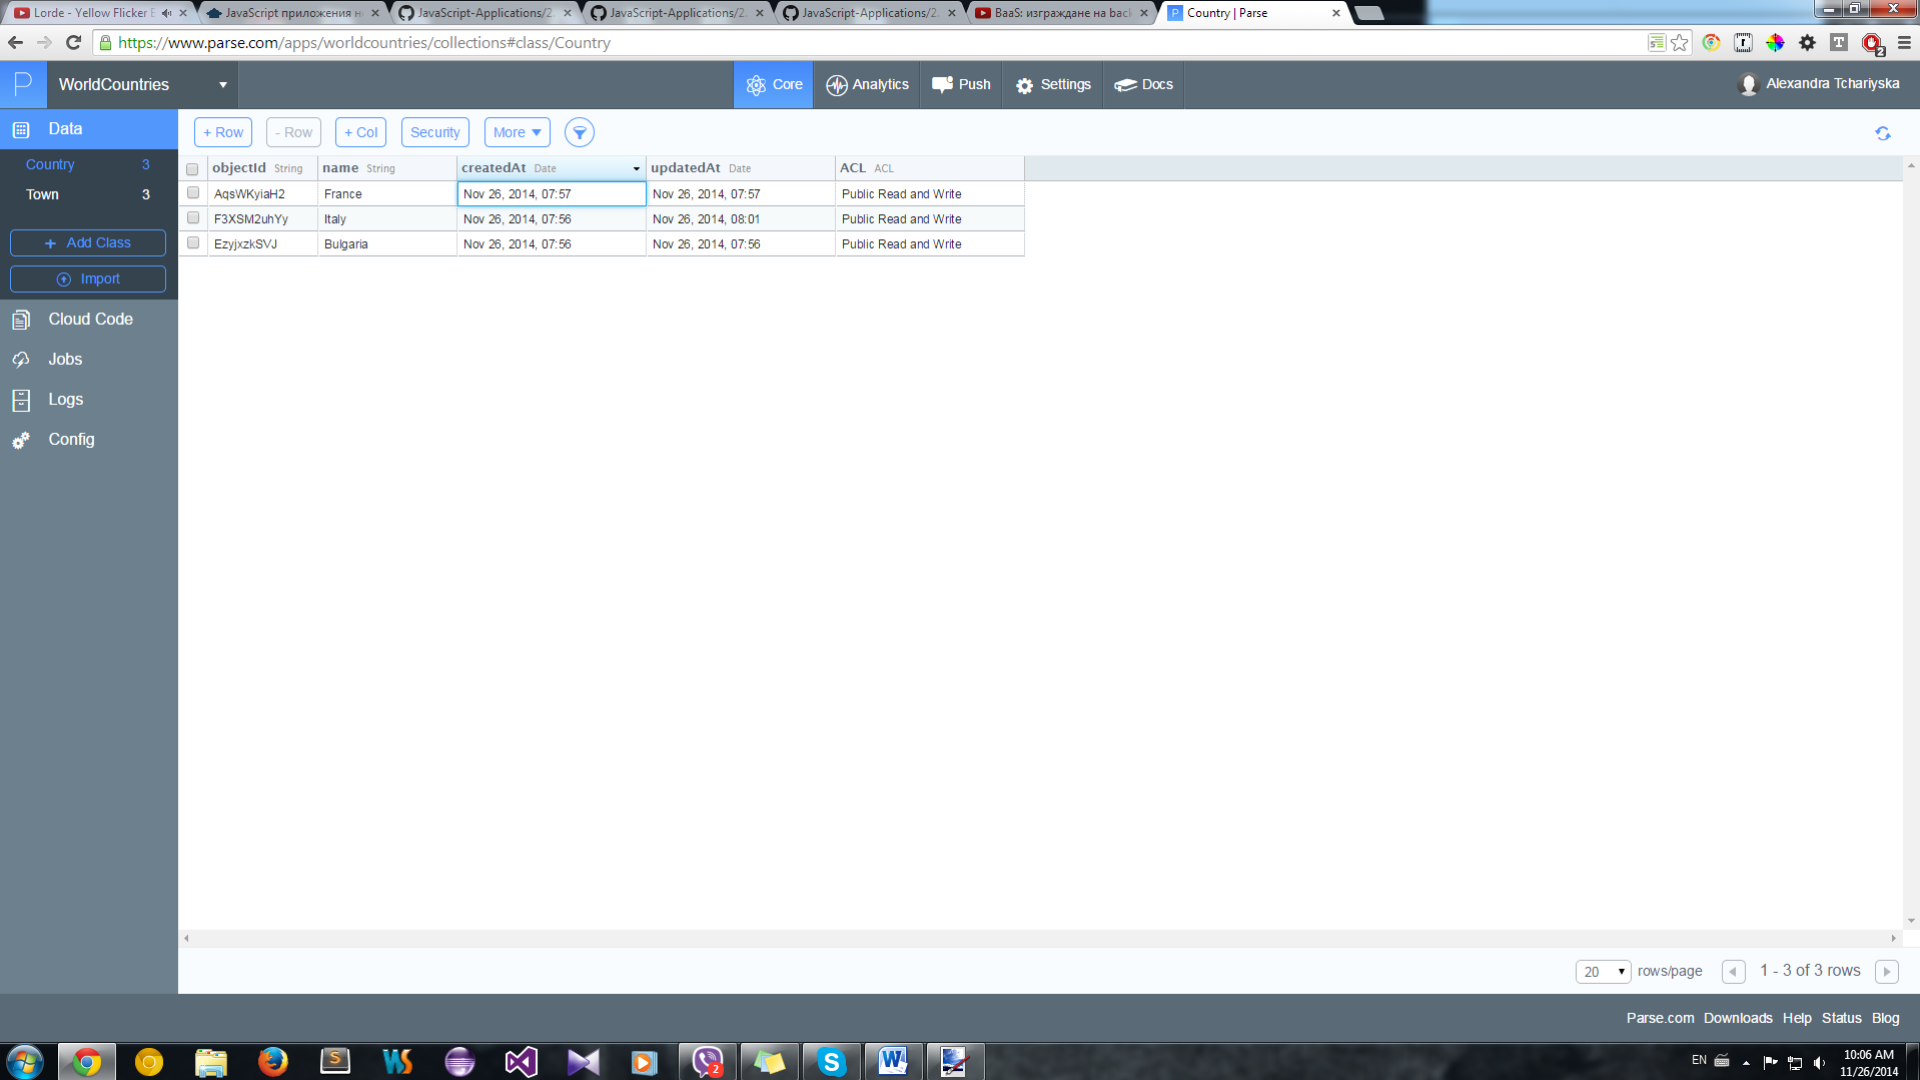 Lorde - Yellow Flicker
JavaScript приложения
JavaScript-Applications/2
JavaScript-Applications/2
JavaScript-Applications/2
BaaS: изграждане на bac
Country | Parse
https://www.parse.com/apps/worldcountries/collections#class/Country
2
P WorldCountries
Core
Analytics
Push
Settings
Docs
Alexandra Tchariyska
Data
Country 3
Town 3
+ Add Class
Import
Cloud Code
Jobs
Logs
Config
+ Row
- Row
+ Col
Security
More
objectId String name String createdAt Date updatedAt Date ACL ACL
AqsWKyiaH2 France Nov 26, 2014, 07:57 Nov 26, 2014, 07:57 Public Read and Write
F3XSM2uhYy Italy Nov 26, 2014, 07:56 Nov 26, 2014, 08:01 Public Read and Write
EzyjxzkSVJ Bulgaria Nov 26, 2014, 07:56 Nov 26, 2014, 07:56 Public Read and Write
20 rows/page 1 - 3 of 3 rows
Parse.com Downloads Help Status Blog
2
EN
10:06 AM
11/26/2014